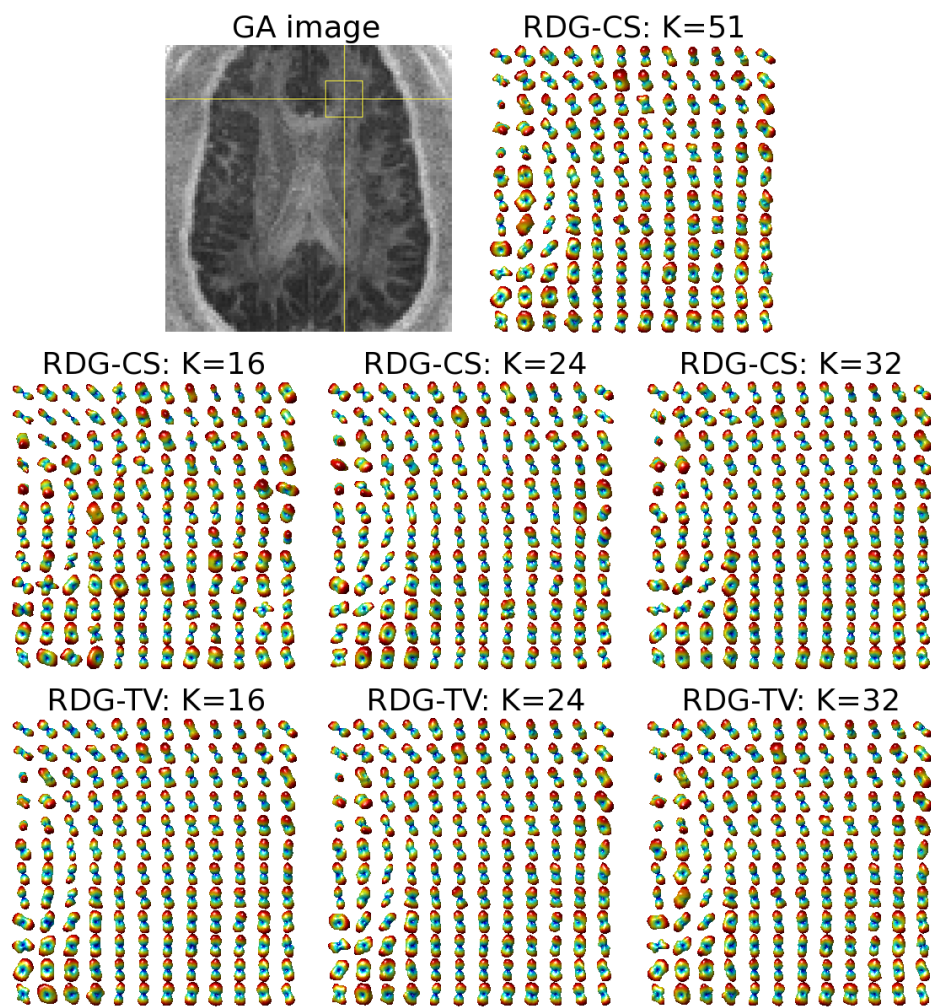 GA image
RDG-CS: K=51
RDG-CS: K=16
RDG-CS: K=24
RDG-CS: K=32
RDG-TV: K=16
RDG-TV: K=24
RDG-TV: K=32